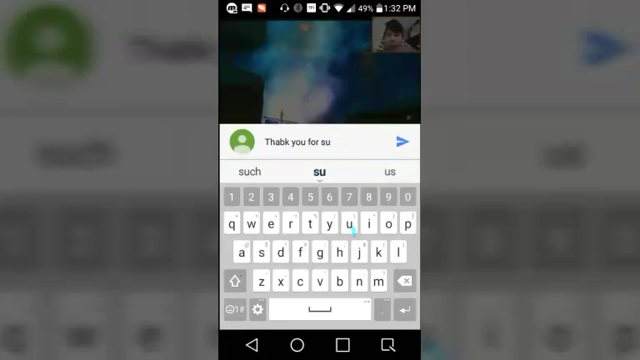 49% 1:32 PM
Thabk you for su
such su us
1 2 3 4 5 6 7 8 9 0
q w e r t y u i o p
a s d f g h j k l
z x c v b n m